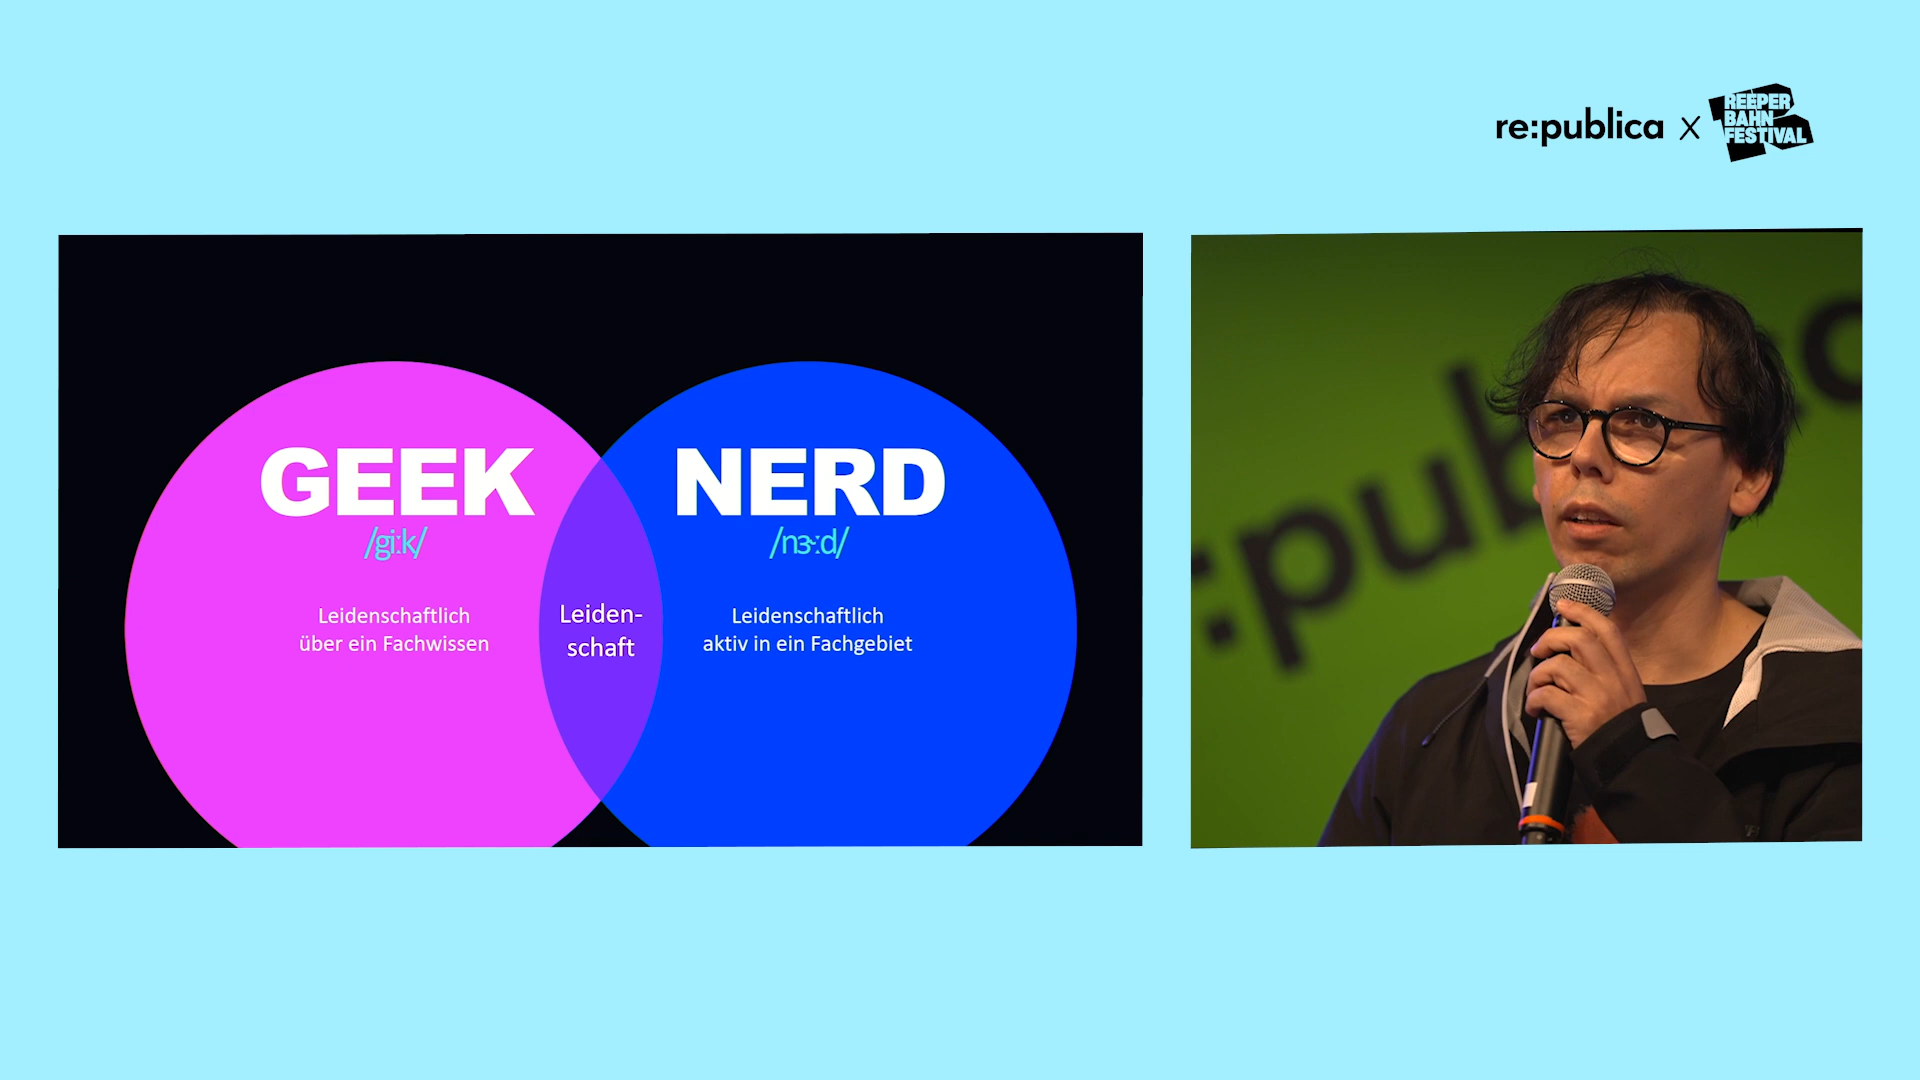 re:publica x
REEPER
BAHN
FESTIVAL
GEEK
/giːk/
Leidenschaftlich
über ein Fachwissen
Leiden-
schaft
NERD
/nɝːd/
Leidenschaftlich
aktiv in ein Fachgebiet
:pub